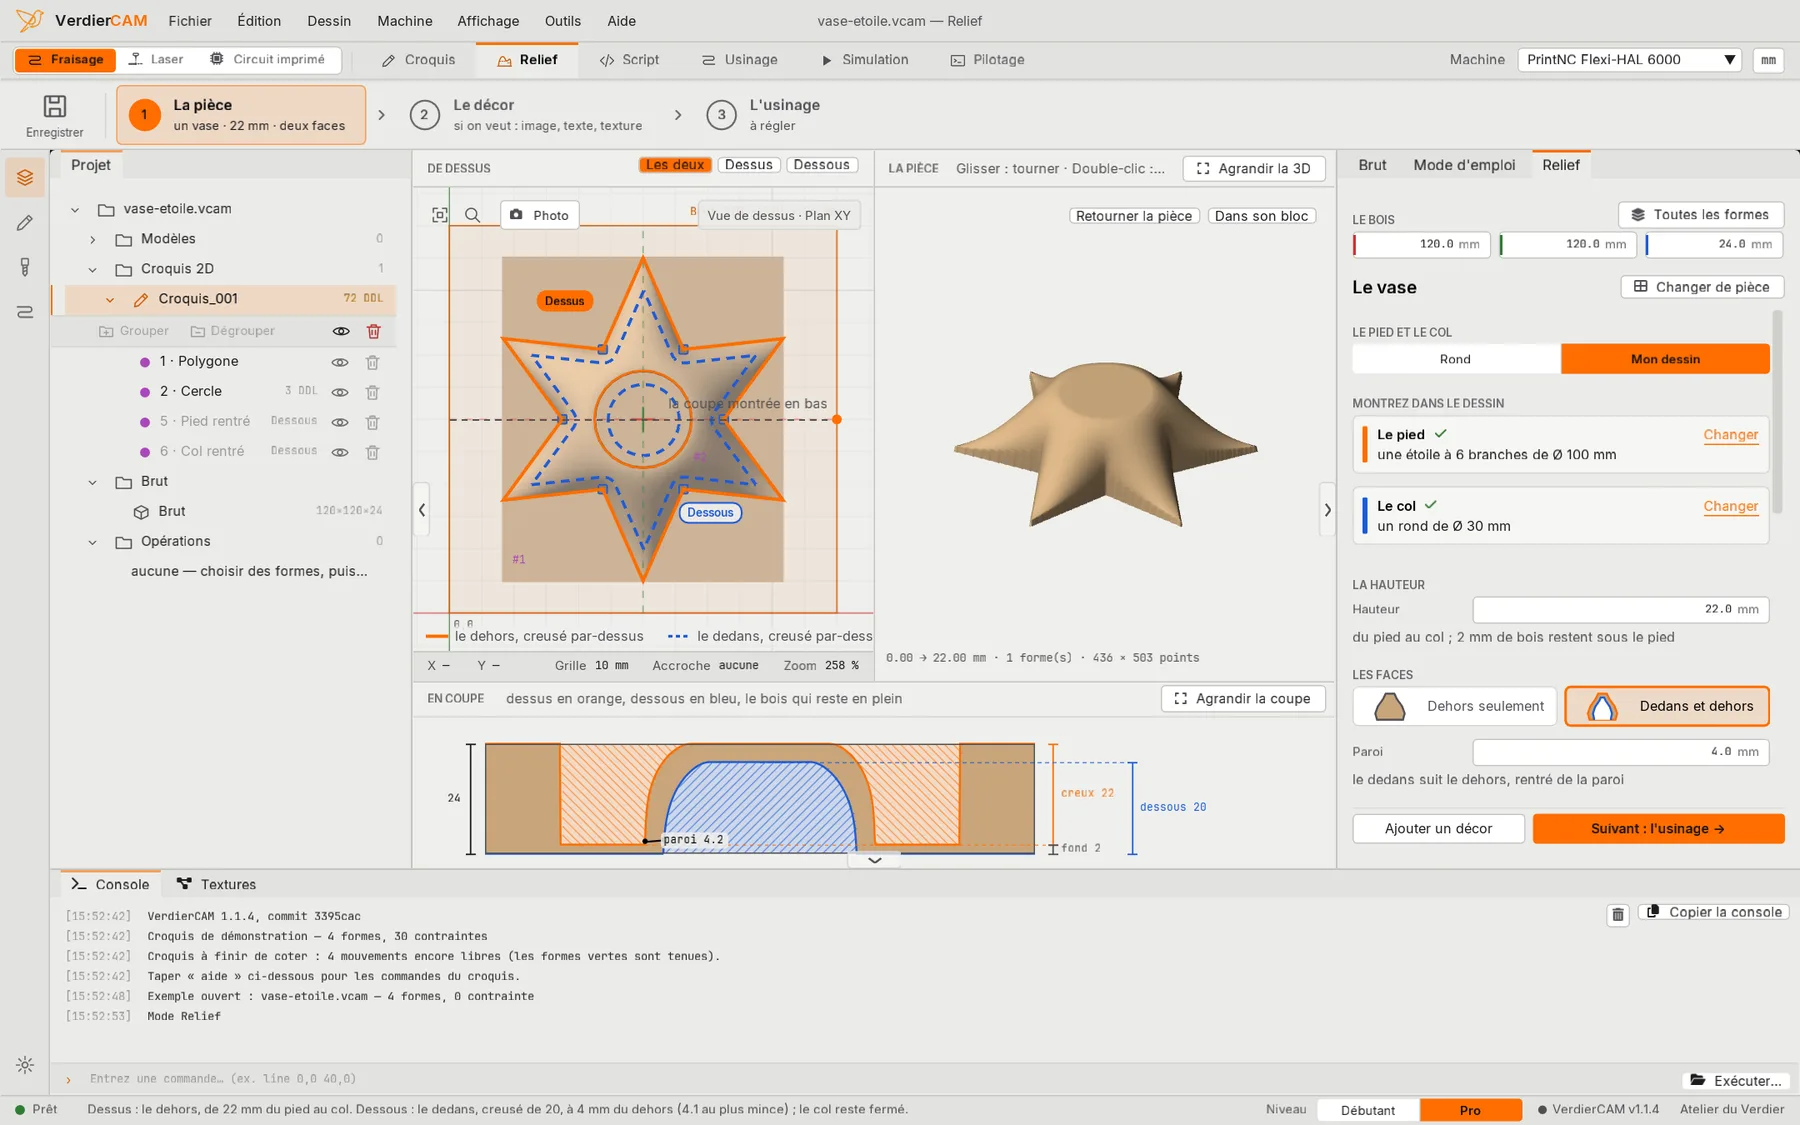 VerdierCAM
Fichier
Édition
Dessin
Machine
Affichage
Outils
Aide
vase-etoile.vcam — Relief
Fraisage
Laser
Circuit imprimé
Croquis
Relief
Script
Usinage
Simulation
Pilotage
Machine
PrintNC Flexi-HAL 6000
mm
Enregistrer
1
La pièce
un vase · 22 mm · deux faces
2
Le décor
si on veut : image, texte, texture
3
L'usinage
à régler
Projet
vase-etoile.vcam
Modèles
0
Croquis 2D
1
Croquis_001
72 DDL
Grouper
Dégrouper
1 · Polygone
2 · Cercle
3 DDL
5 · Pied rentré
Dessous
6 · Col rentré
Dessous
Brut
Brut
120×120×24
Opérations
0
aucune — choisir des formes, puis...
DE DESSUS
Les deux
Dessus
Dessous
Photo
B
Vue de dessus · Plan XY
Dessus
la coupe montrée en bas
#2
Dessous
#1
0 0
le dehors, creusé par-dessus
le dedans, creusé par-dess
X —
Y —
Grille 10 mm
Accroche aucune
Zoom 258 %
LA PIÈCE
Glisser : tourner · Double-clic :...
Agrandir la 3D
Retourner la pièce
Dans son bloc
0.00 → 22.00 mm · 1 forme(s) · 436 × 503 points
EN COUPE
dessus en orange, dessous en bleu, le bois qui reste en plein
Agrandir la coupe
24
paroi 4.2
creux 22
fond 2
dessous 20
Brut
Mode d'emploi
Relief
LE BOIS
Toutes les formes
120.0 mm
120.0 mm
24.0 mm
Le vase
Changer de pièce
LE PIED ET LE COL
Rond
Mon dessin
MONTREZ DANS LE DESSIN
Le pied
Changer
une étoile à 6 branches de Ø 100 mm
Le col
Changer
un rond de Ø 30 mm
LA HAUTEUR
Hauteur
22.0 mm
du pied au col ; 2 mm de bois restent sous le pied
LES FACES
Dehors seulement
Dedans et dehors
Paroi
4.0 mm
le dedans suit le dehors, rentré de la paroi
Ajouter un décor
Suivant : l'usinage →
Console
Textures
Copier la console
[15:52:42] VerdierCAM 1.1.4, commit 3395cac
[15:52:42] Croquis de démonstration — 4 formes, 30 contraintes
[15:52:42] Croquis à finir de coter : 4 mouvements encore libres (les formes vertes sont tenues).
[15:52:42] Taper « aide » ci-dessous pour les commandes du croquis.
[15:52:48] Exemple ouvert : vase-etoile.vcam — 4 formes, 0 contrainte
[15:52:53] Mode Relief
› Entrez une commande… (ex. line 0,0 40,0)
Exécuter...
Prêt
Dessus : le dehors, de 22 mm du pied au col. Dessous : le dedans, creusé de 20, à 4 mm du dehors (4.1 au plus mince) ; le col reste fermé.
Niveau
Débutant
Pro
VerdierCAM v1.1.4
Atelier du Verdier